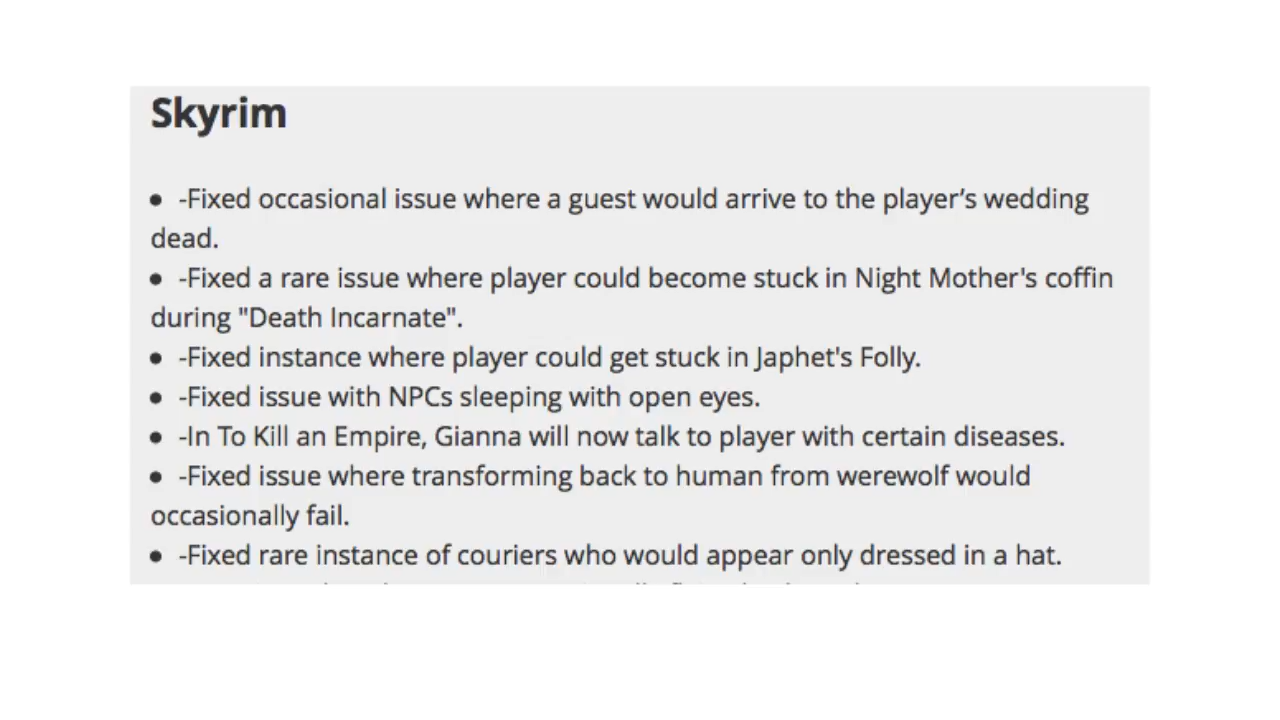 Skyrim
● -Fixed occasional issue where a guest would arrive to the player’s wedding
dead.
● -Fixed a rare issue where player could become stuck in Night Mother's coffin
during "Death Incarnate".
● -Fixed instance where player could get stuck in Japhet's Folly.
● -Fixed issue with NPCs sleeping with open eyes.
● -In To Kill an Empire, Gianna will now talk to player with certain diseases.
● -Fixed issue where transforming back to human from werewolf would
occasionally fail.
● -Fixed rare instance of couriers who would appear only dressed in a hat.